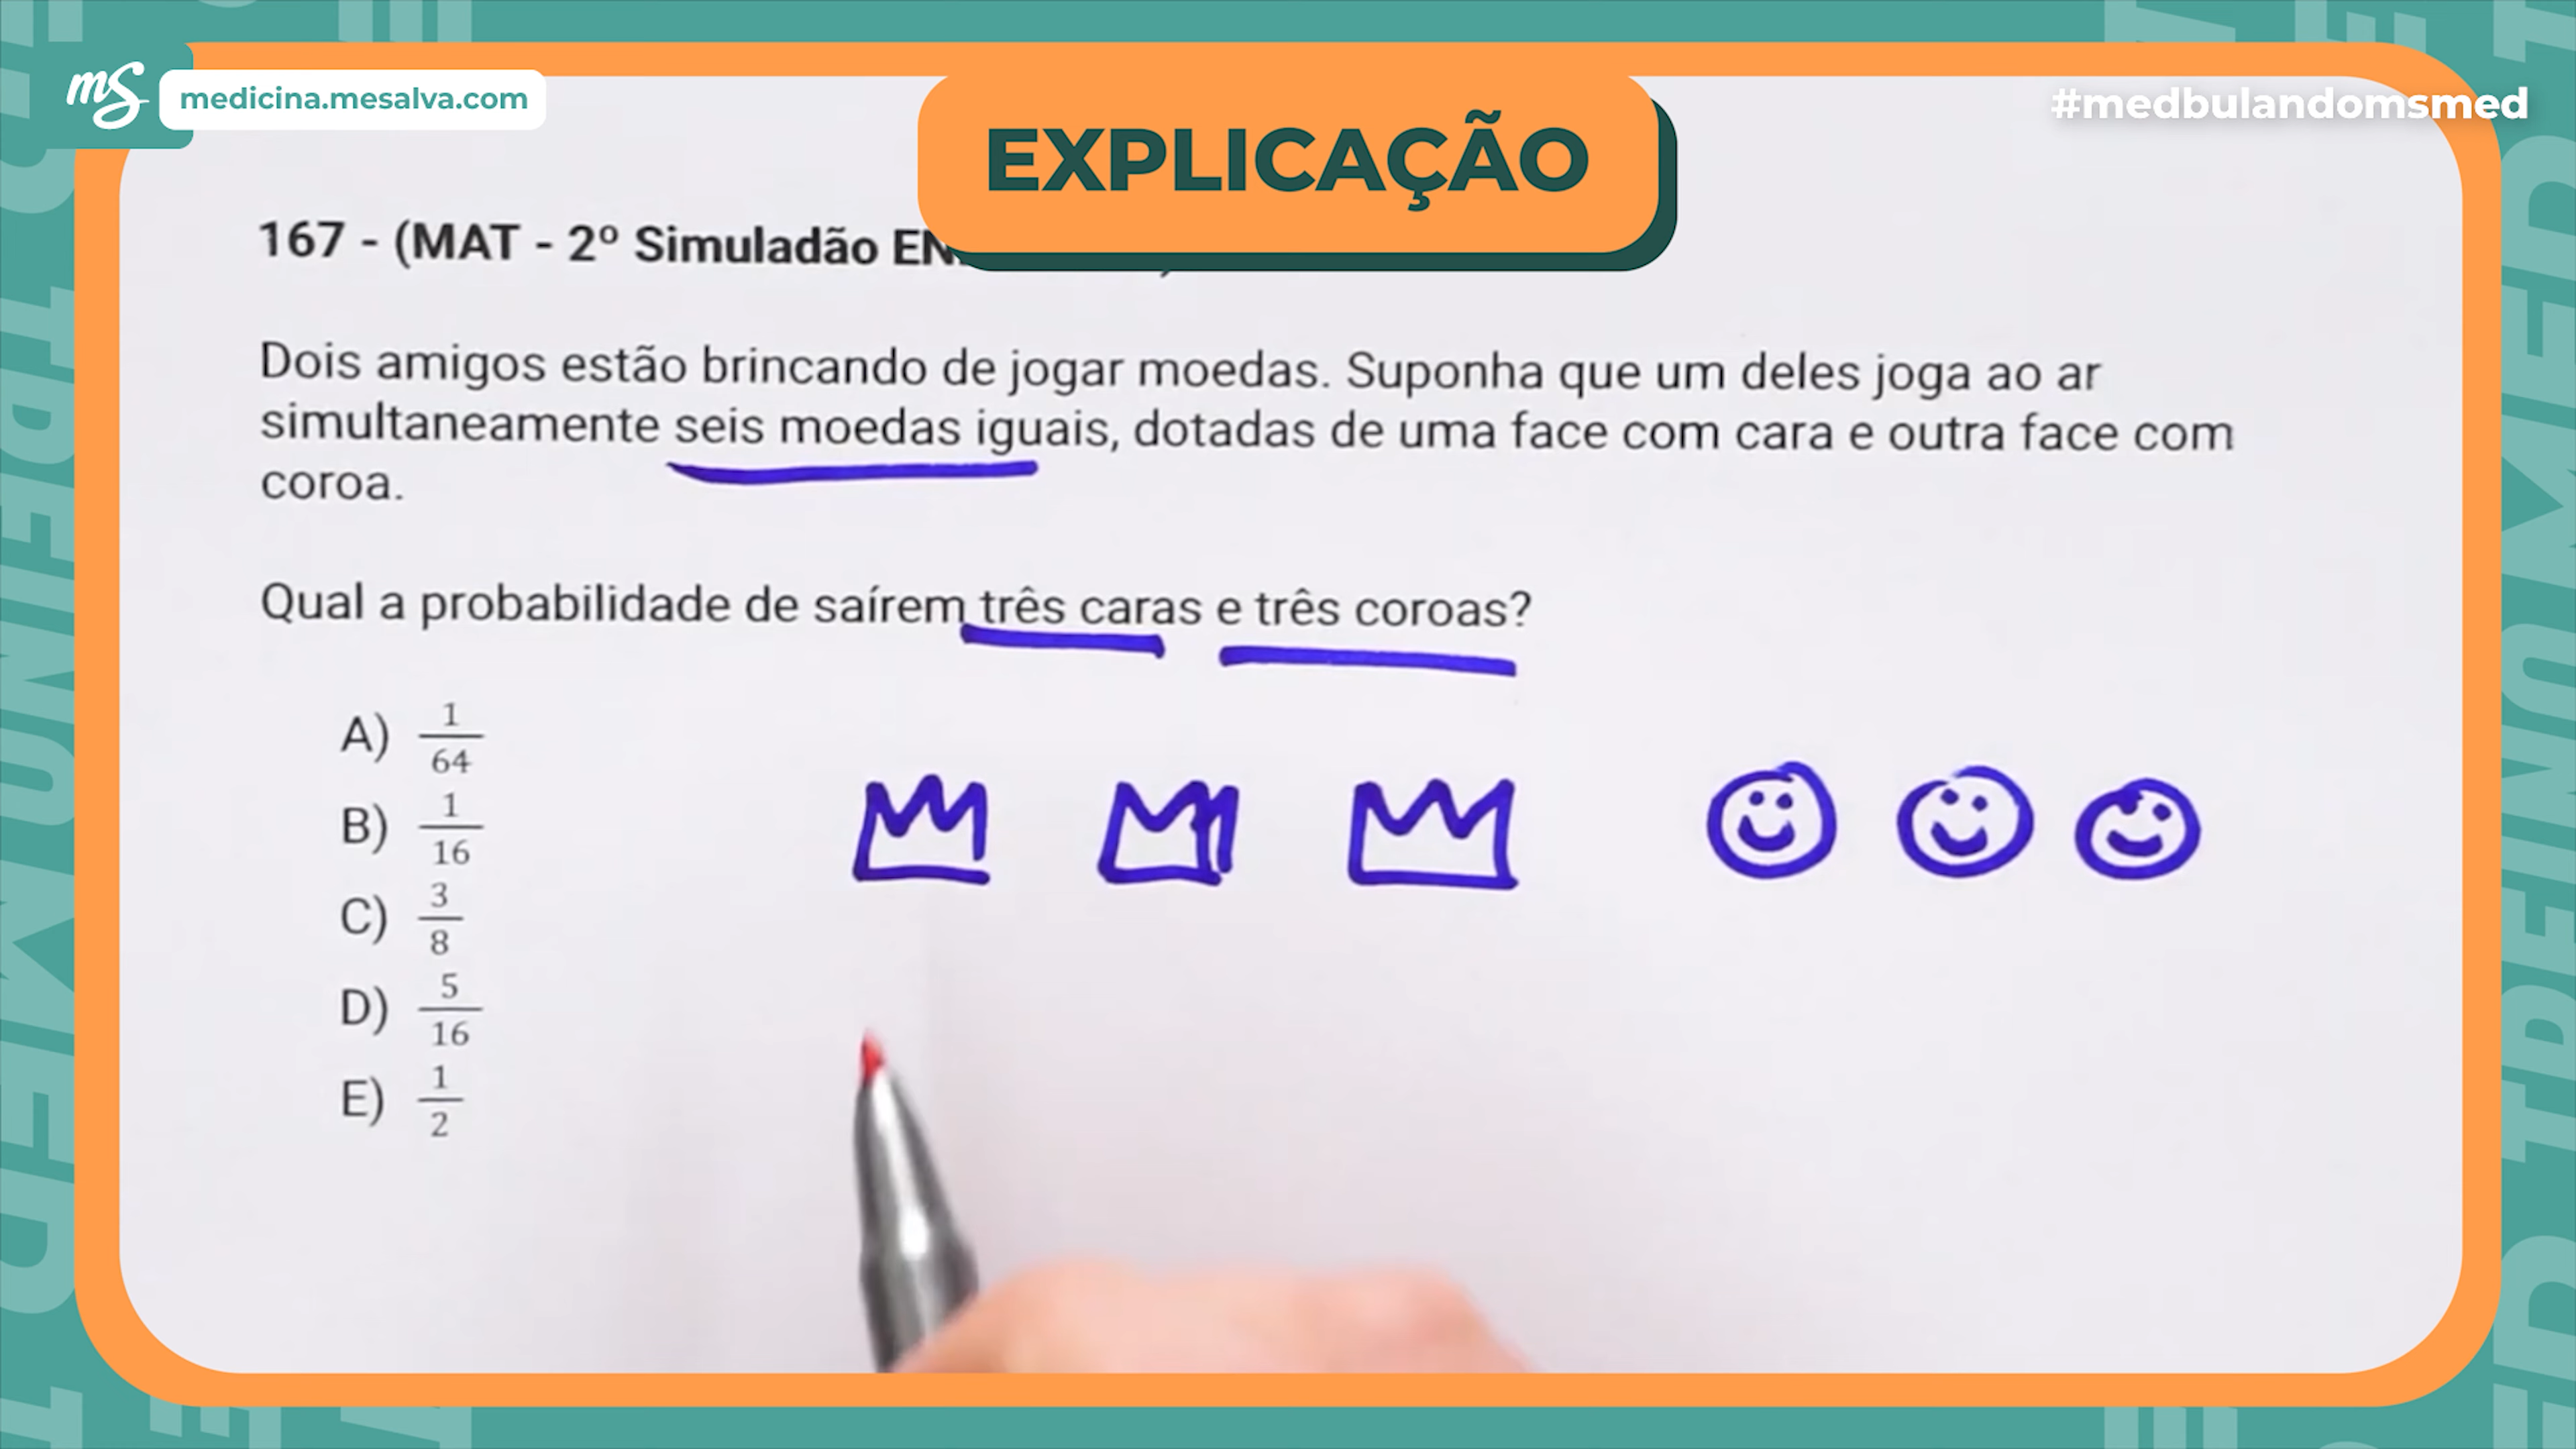 mS
medicina.mesalva.com
#medbulandomsmed
EXPLICAÇÃO
167 - (MAT - 2º Simuladão
Dois amigos estão brincando de jogar moedas. Suponha que um deles joga ao ar
simultaneamente seis moedas iguais, dotadas de uma face com cara e outra face com
coroa.
Qual a probabilidade de saírem três caras e três coroas?
A) 1/64
B) 1/16
C) 3/8
D) 5/16
E) 1/2